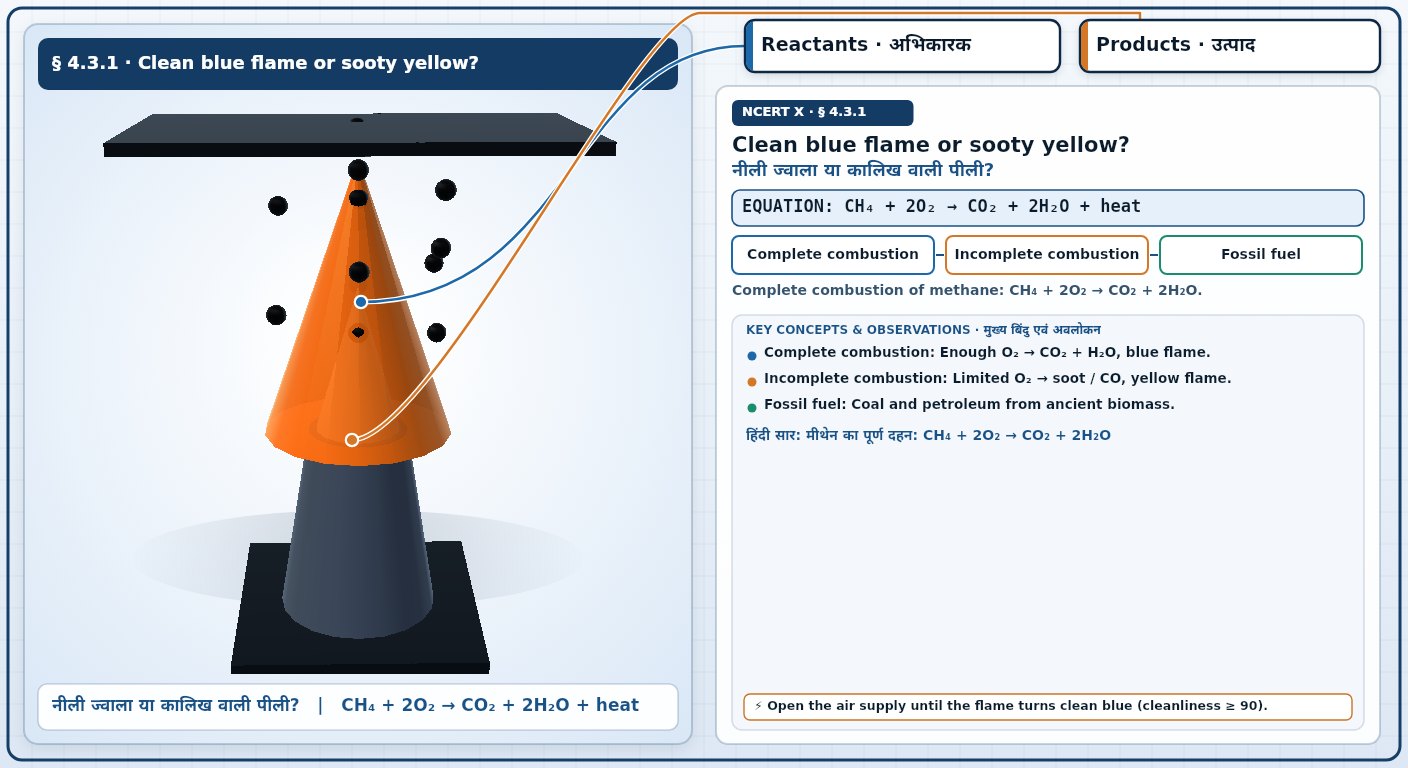 § 4.3.1 · Clean blue flame or sooty yellow?
Reactants · अभिकारक
Products · उत्पाद
NCERT X · § 4.3.1
Clean blue flame or sooty yellow?
नीली ज्वाला या कालिख वाली पीली?
EQUATION: CH₄ + 2O₂ → CO₂ + 2H₂O + heat
Complete combustion
Incomplete combustion
Fossil fuel
Complete combustion of methane: CH₄ + 2O₂ → CO₂ + 2H₂O.
KEY CONCEPTS & OBSERVATIONS · मुख्य बिंदु एवं अवलोकन
Complete combustion: Enough O₂ → CO₂ + H₂O, blue flame.
Incomplete combustion: Limited O₂ → soot / CO, yellow flame.
Fossil fuel: Coal and petroleum from ancient biomass.
हिंदी सार: मीथेन का पूर्ण दहन: CH₄ + 2O₂ → CO₂ + 2H₂O
⚡ Open the air supply until the flame turns clean blue (cleanliness ≥ 90).
नीली ज्वाला या कालिख वाली पीली? | CH₄ + 2O₂ → CO₂ + 2H₂O + heat